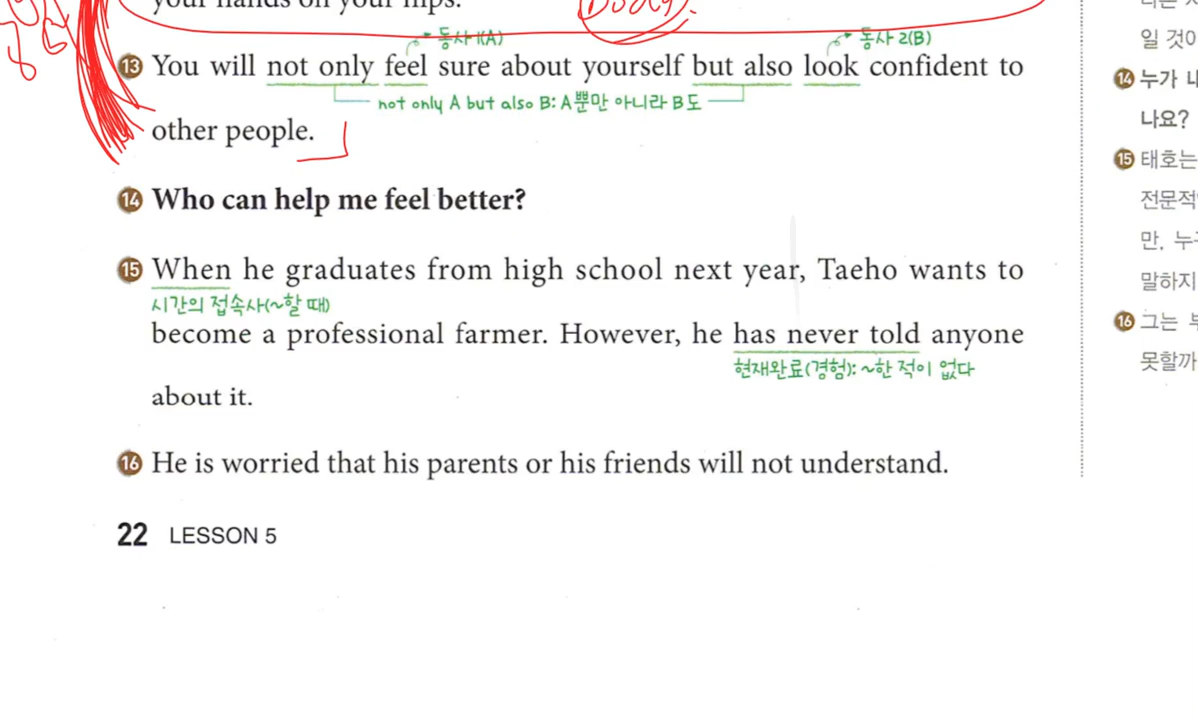 your hands on your hips.
Body.
동사1(A)
동사 2(B)
13 You will not only feel sure about yourself but also look confident to
not only A but also B: A뿐만 아니라 B도
other people.
14 Who can help me feel better?
15 When he graduates from high school next year, Taeho wants to
시간의 접속사(~할 때)
become a professional farmer. However, he has never told anyone
현재완료(경험): ~한 적이 없다
about it.
16 He is worried that his parents or his friends will not understand.
22 LESSON 5
일 것이
14 누가 나
나요?
15 태호는
전문적
만, 누구
말하지
16 그는 부
못할까